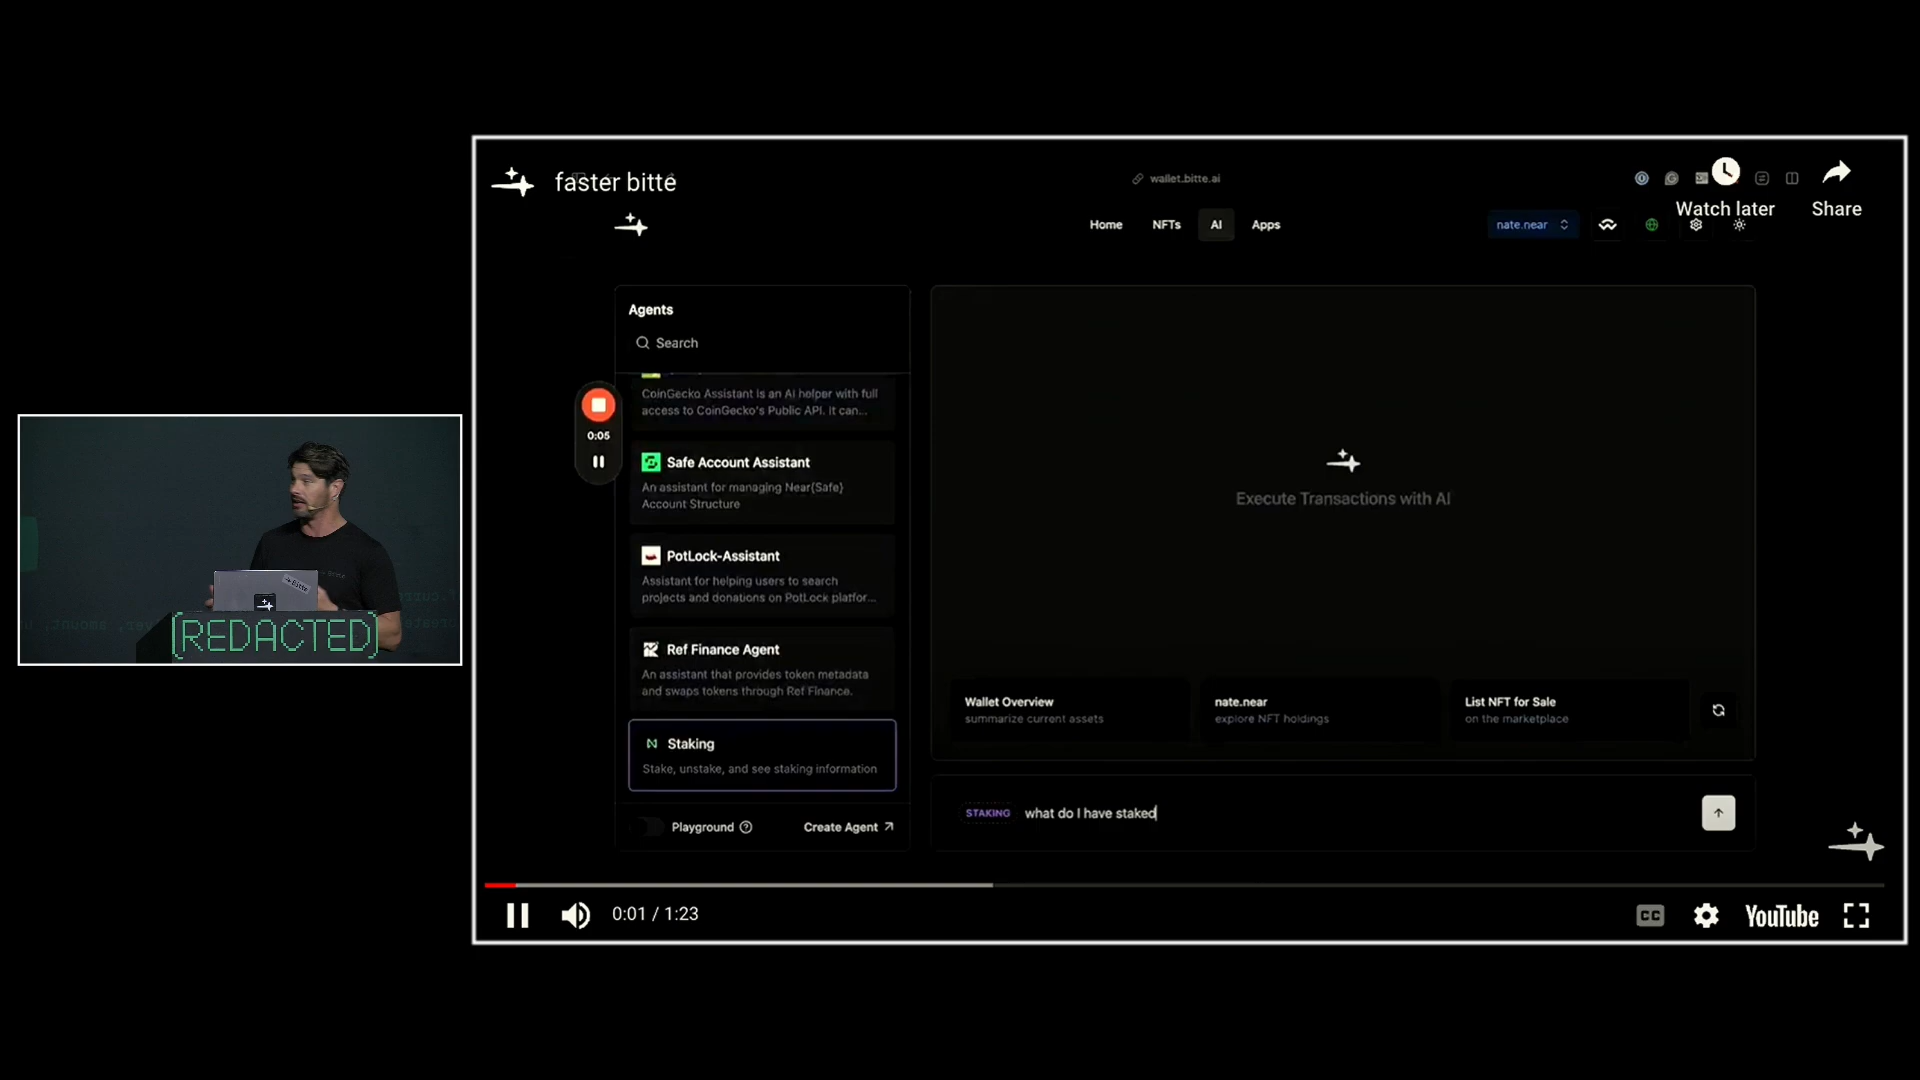 faster bitte
wallet.bitte.ai
Watch later
Share
Home
NFTs
AI
Apps
nate.near
Agents
Search
CoinGecko Assistant is an AI helper with full
access to CoinGecko's Public API. It can...
0:05
Safe Account Assistant
An assistant for managing Near{Safe}
Account Structure
PotLock-Assistant
Assistant for helping users to search
projects and donations on PotLock platfor...
Ref Finance Agent
An assistant that provides token metadata
and swaps tokens through Ref Finance.
Staking
Stake, unstake, and see staking information
Playground
Create Agent
Execute Transactions with AI
Wallet Overview
summarize current assets
nate.near
explore NFT holdings
List NFT for Sale
on the marketplace
STAKING what do I have staked
0:01 / 1:23
CC
YouTube
Bitte
[REDACTED]